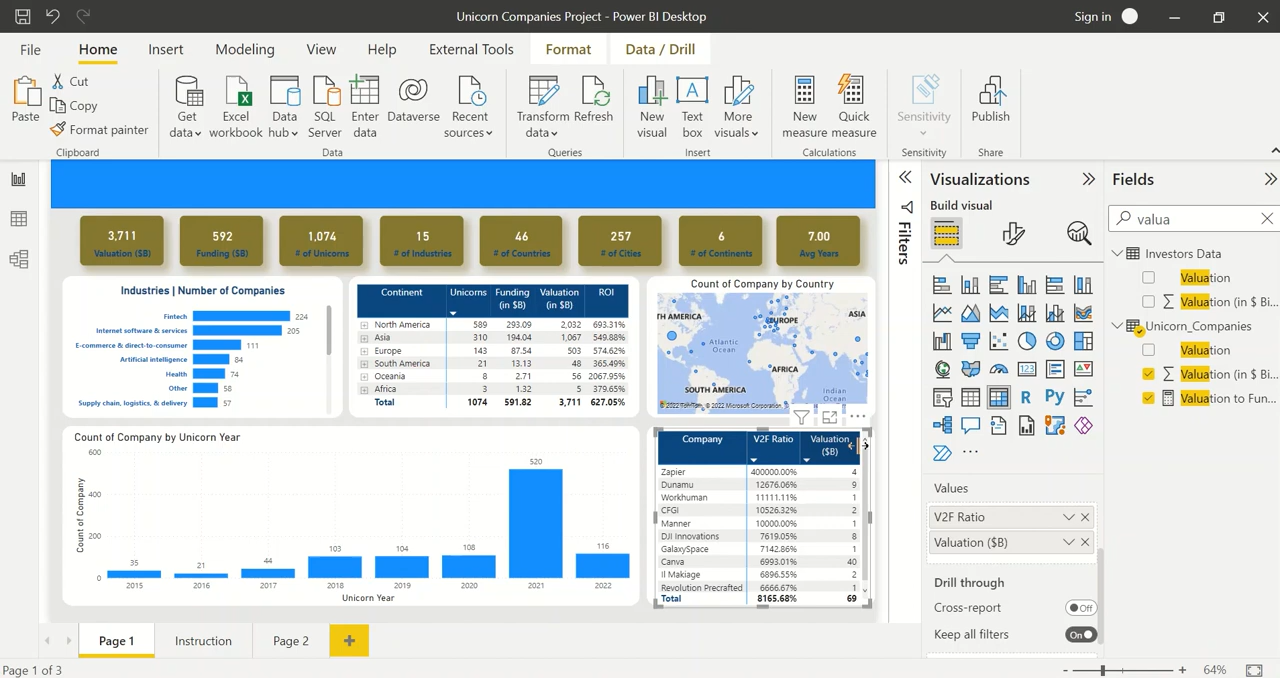 Unicorn Companies Project - Power BI Desktop
Sign in
File Home Insert Modeling View Help External Tools Format Data / Drill
Paste
Cut
Copy
Format painter
Clipboard
Get data
Excel workbook
Data hub
SQL Server
Enter data
Dataverse
Recent sources
Data
Transform data
Refresh
Queries
New visual
Text box
More visuals
Insert
New measure
Quick measure
Calculations
Sensitivity
Sensitivity
Publish
Share
3,711
Valuation ($B)
592
Funding ($B)
1,074
# of Unicorns
15
# of Industries
46
# of Countries
257
# of Cities
6
# of Continents
7.00
Avg Years
Industries | Number of Companies
Fintech 224
Internet software & services 205
E-commerce & direct-to-consumer 111
Artificial intelligence 84
Health 74
Other 58
Supply chain, logistics, & delivery 57
Continent Unicorns Funding (in $B) Valuation (in $B) ROI
North America 589 293.09 2,032 693.31%
Asia 310 194.04 1,067 549.88%
Europe 143 87.54 503 574.62%
South America 21 13.13 48 365.49%
Oceania 8 2.71 56 2067.95%
Africa 3 1.32 5 379.65%
Total 1074 591.82 3,711 627.05%
Count of Company by Country
TH AMERICA
EUROPE
ASIA
Atlantic
Ocean
AFRICA
SOUTH AMERICA
Indian
© 2022 TomTom, © 2022 Microsoft Corporation
Count of Company by Unicorn Year
Count of Company
600
400
200
0
35
21
44
103
104
108
520
116
2015 2016 2017 2018 2019 2020 2021 2022
Unicorn Year
Company V2F Ratio Valuation ($B)
Zapier 400000.00% 4
Dunamu 12676.06% 9
Workhuman 11111.11% 1
CFGI 10526.32% 2
Manner 10000.00% 1
DJI Innovations 7619.05% 8
GalaxySpace 7142.86% 1
Canva 6993.01% 40
Il Makiage 6896.55% 2
Revolution Precrafted 6666.67% 1
Total 8165.68% 69
Filters
Visualizations
Build visual
123
R
Py
Values
V2F Ratio
Valuation ($B)
Drill through
Cross-report
Off
Keep all filters
On
Fields
valua
Investors Data
Valuation
Valuation (in $ Bi...
Unicorn_Companies
Valuation
Valuation (in $ Bi...
Valuation to Fun...
Page 1
Instruction
Page 2
Page 1 of 3
64%